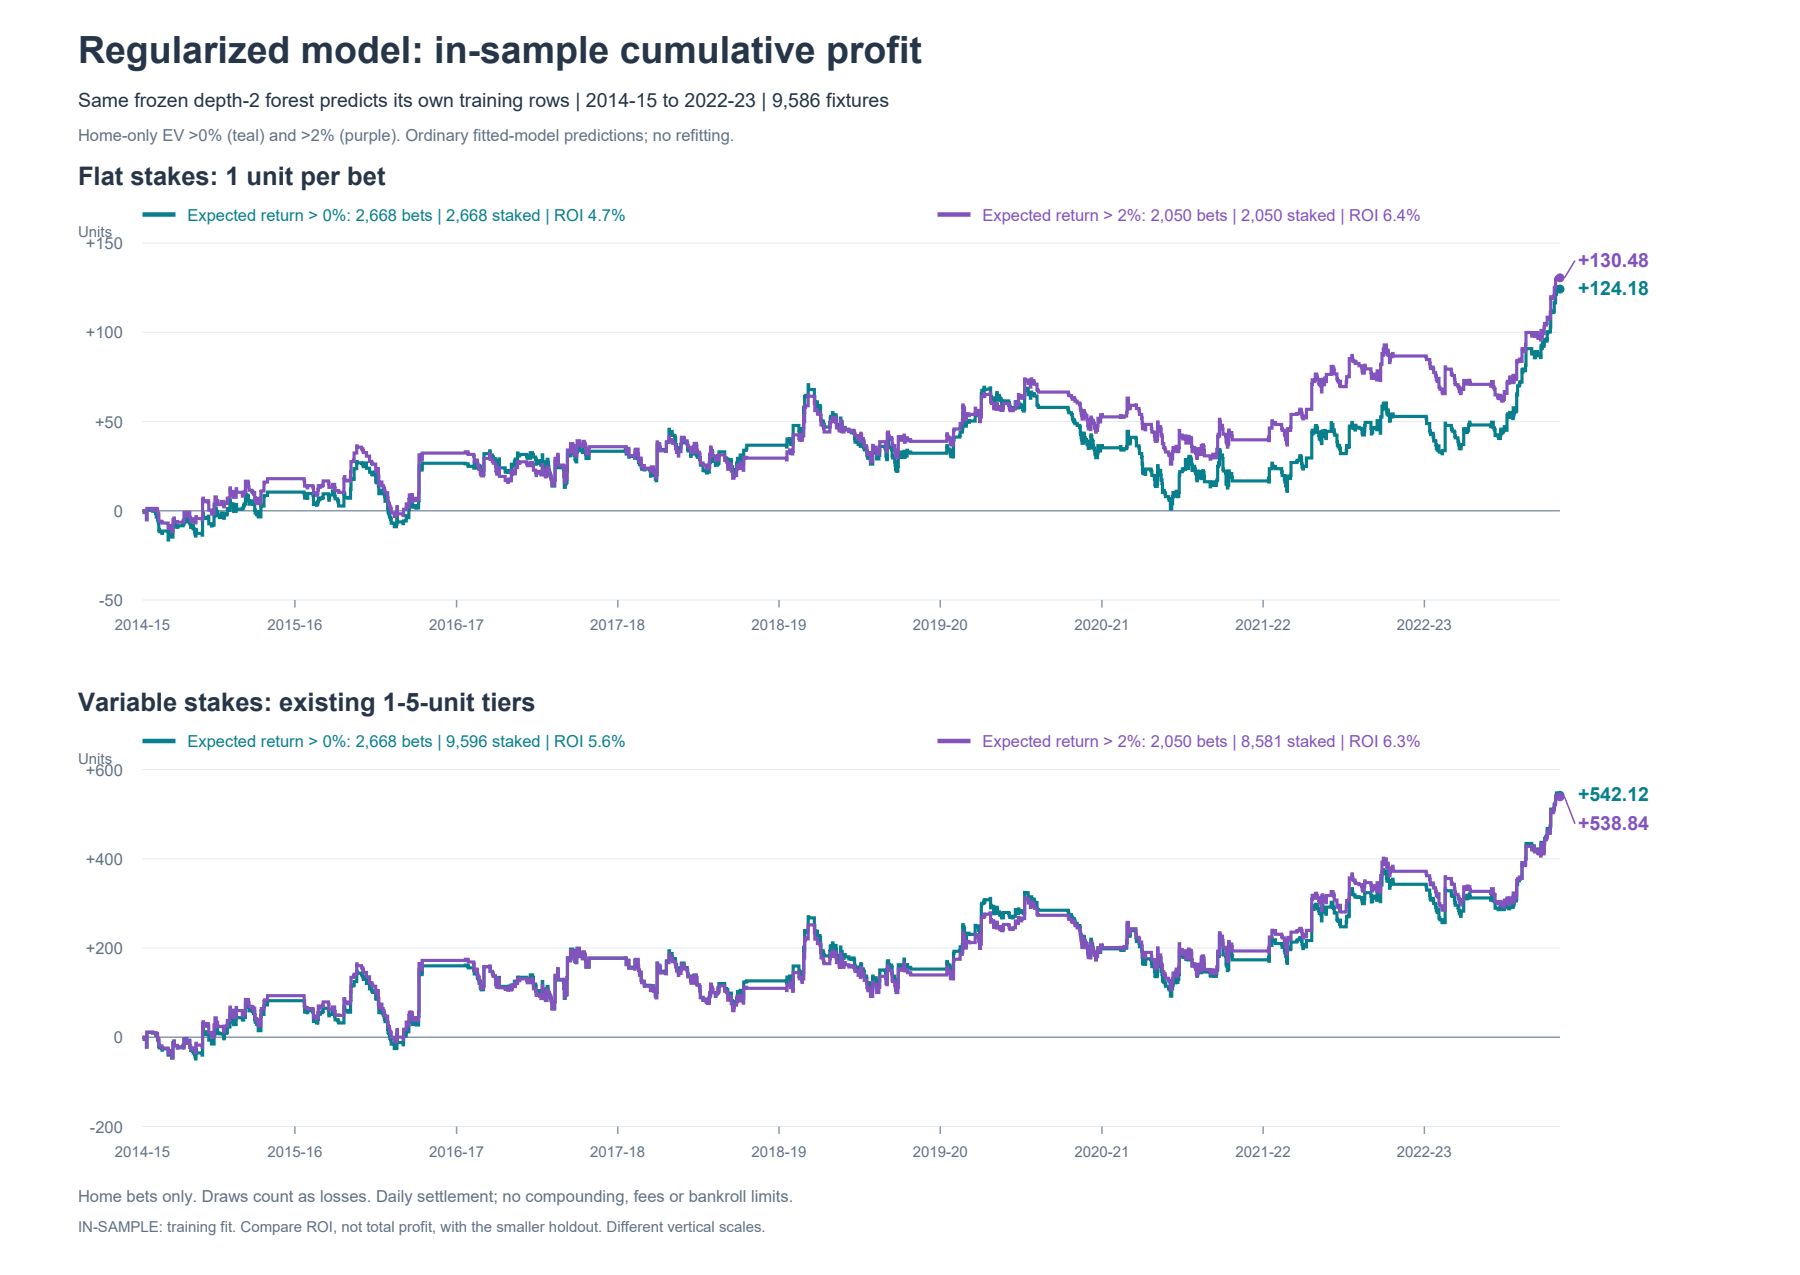 Regularized model: in-sample cumulative profit
Same frozen depth-2 forest predicts its own training rows | 2014-15 to 2022-23 | 9,586 fixtures
Home-only EV >0% (teal) and >2% (purple). Ordinary fitted-model predictions; no refitting.
Flat stakes: 1 unit per bet
Expected return > 0%: 2,668 bets | 2,668 staked | ROI 4.7%
Expected return > 2%: 2,050 bets | 2,050 staked | ROI 6.4%
Units
+150
+130.48
+124.18
+100
+50
0
-50
2014-15 2015-16 2016-17 2017-18 2018-19 2019-20 2020-21 2021-22 2022-23
Variable stakes: existing 1-5-unit tiers
Expected return > 0%: 2,668 bets | 9,596 staked | ROI 5.6%
Expected return > 2%: 2,050 bets | 8,581 staked | ROI 6.3%
Units
+600
+542.12
+538.84
+400
+200
0
-200
2014-15 2015-16 2016-17 2017-18 2018-19 2019-20 2020-21 2021-22 2022-23
Home bets only. Draws count as losses. Daily settlement; no compounding, fees or bankroll limits.
IN-SAMPLE: training fit. Compare ROI, not total profit, with the smaller holdout. Different vertical scales.